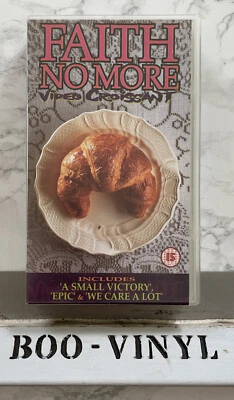 FAITH
NO MORE
VIDEO CROISSANT
15
INCLUDES
'A SMALL VICTORY',
'EPIC' & 'WE CARE A LOT'
BOO-VINYL